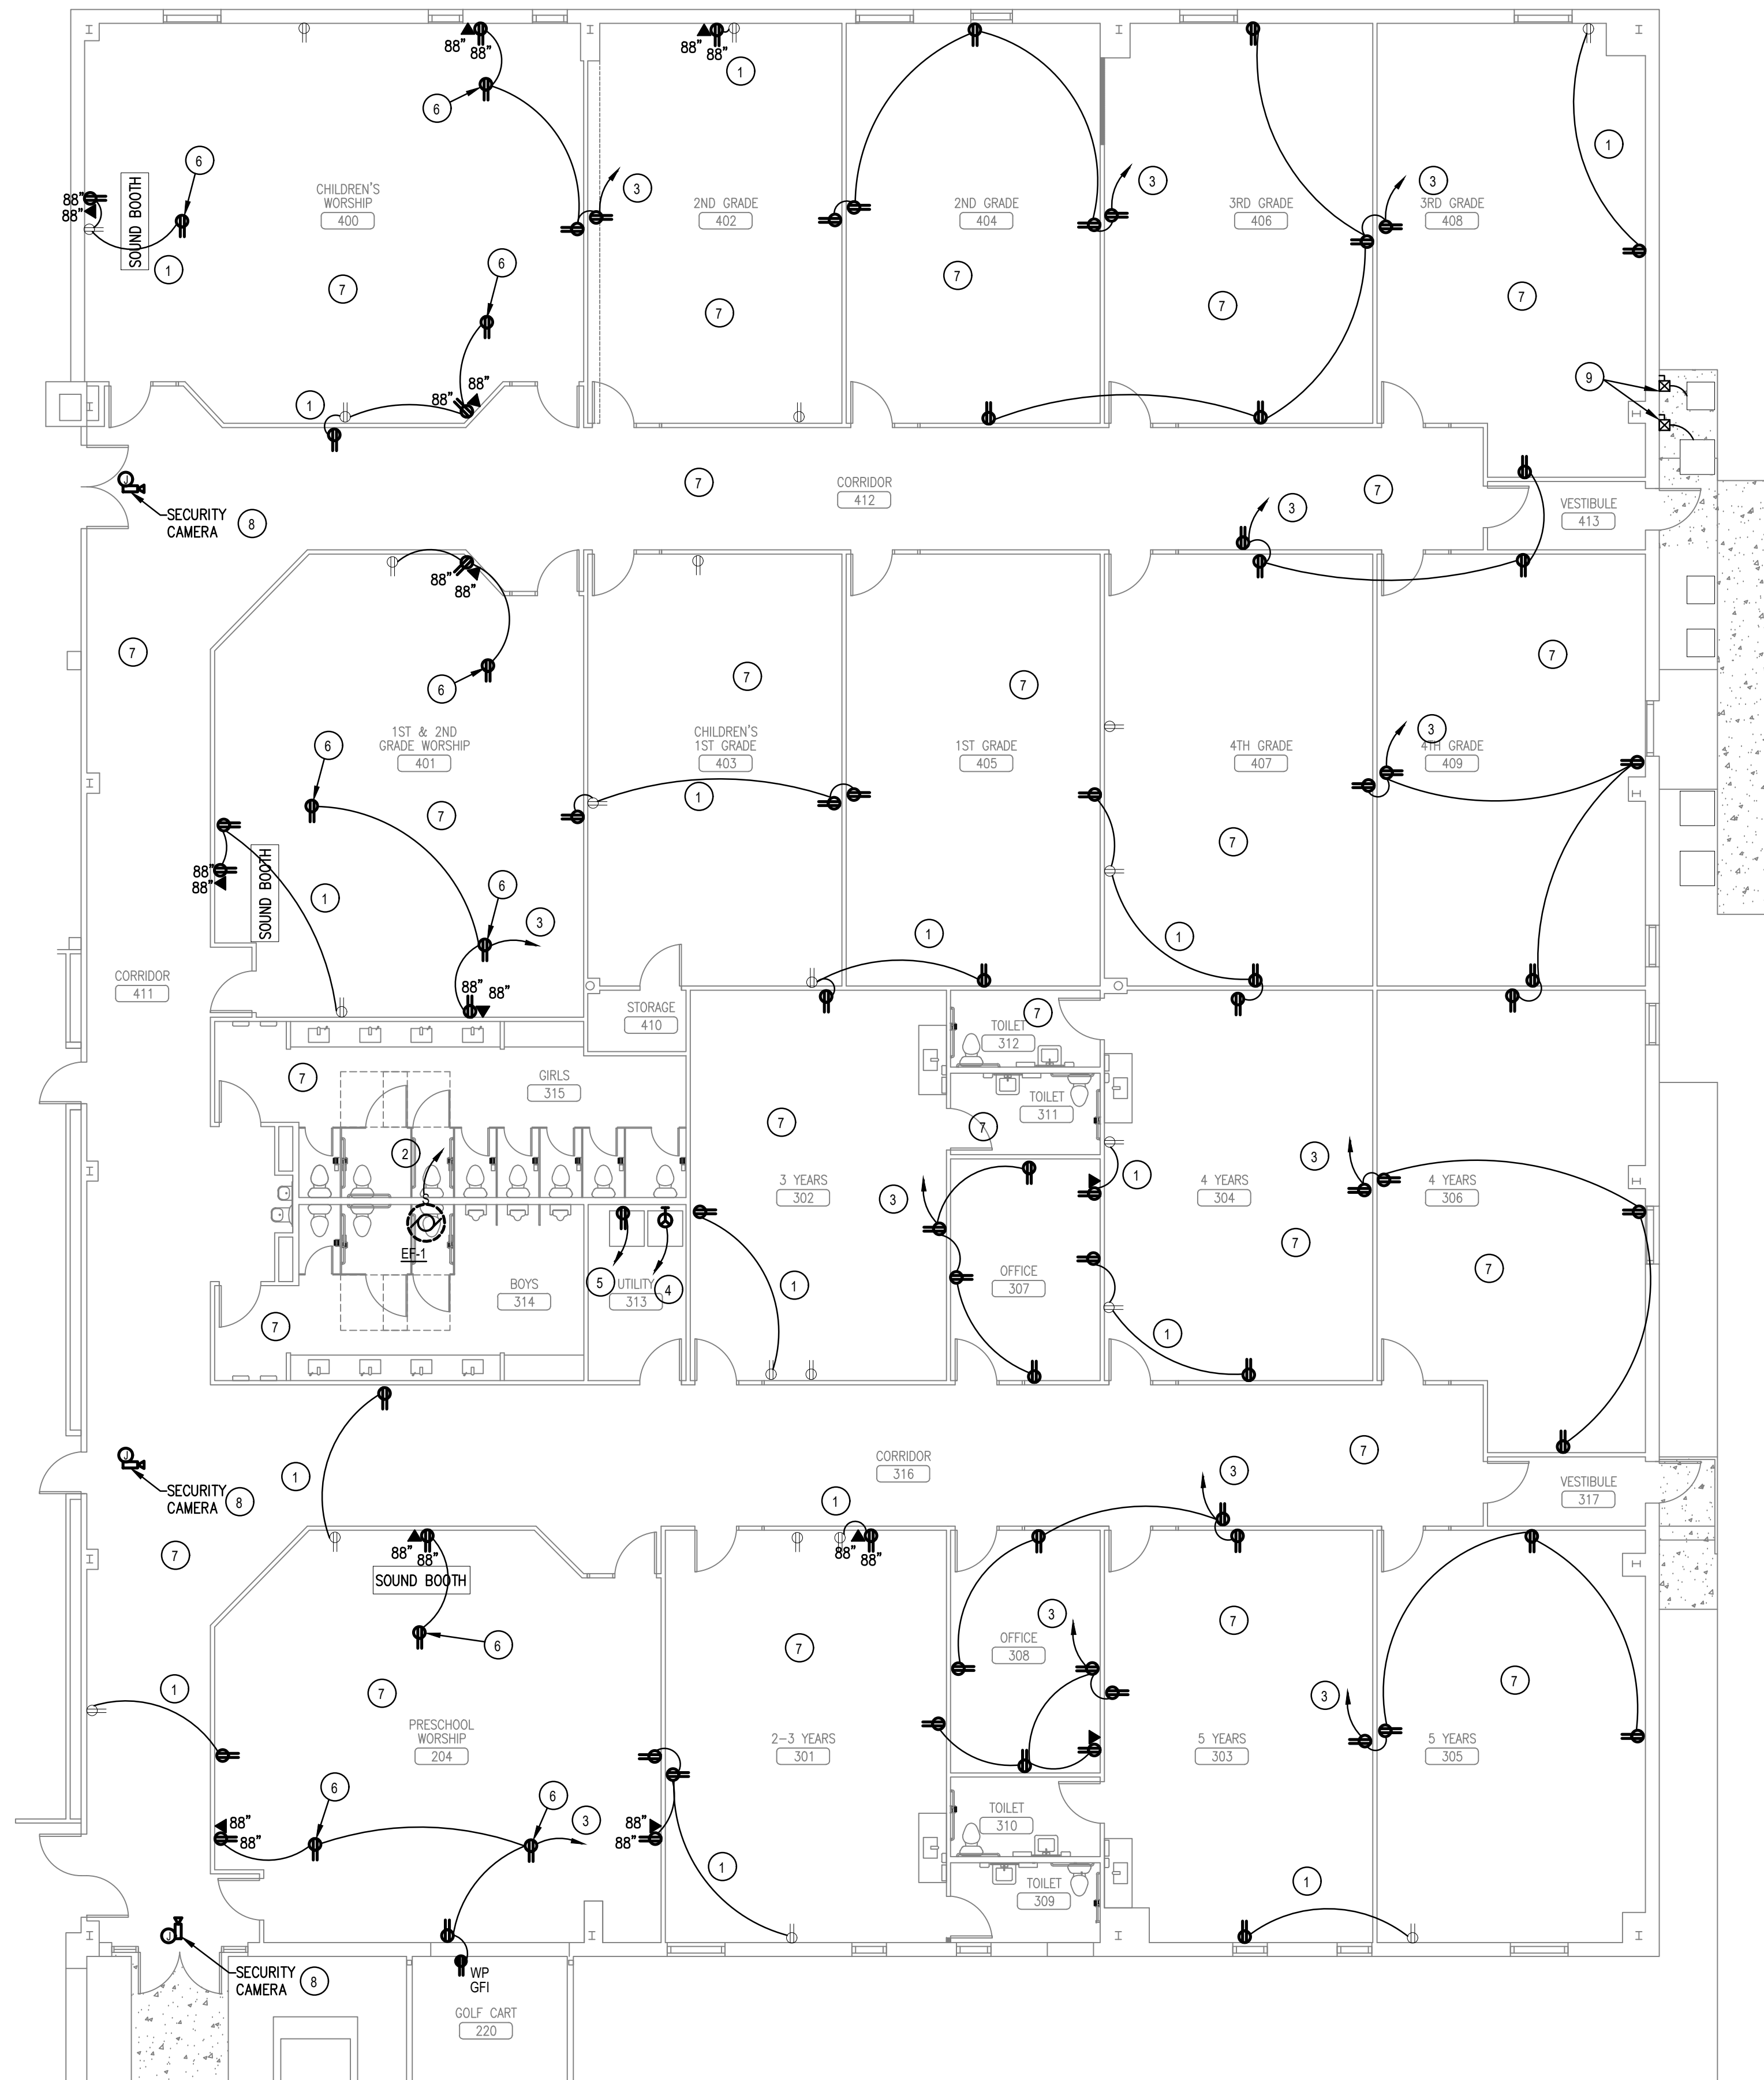 88"
88"
88"
88"
1
6
6
6
3
3
3
1
88"
88"
SOUND BOOTH
CHILDREN'S
WORSHIP
400
2ND GRADE
402
2ND GRADE
404
3RD GRADE
406
3RD GRADE
408
1
6
7
7
7
7
7
88"
88"
1
9
J
SECURITY
CAMERA
8
7
CORRIDOR
412
7
3
VESTIBULE
413
88"
88"
7
6
7
7
7
6
1ST & 2ND
GRADE WORSHIP
401
CHILDREN'S
1ST GRADE
403
1ST GRADE
405
4TH GRADE
407
3
4TH GRADE
409
7
1
7
88"
88"
SOUND BOOTH
1
6
3
1
1
CORRIDOR
411
88"
88"
STORAGE
410
7
TOILET
312
7
GIRLS
315
TOILET
311
7
7
2
3 YEARS
302
3
1
3
4 YEARS
304
4 YEARS
306
S
EF-1
7
7
5
UTILITY
313
4
BOYS
314
OFFICE
307
1
7
1
J
SECURITY
CAMERA
8
1
CORRIDOR
316
7
3
VESTIBULE
317
1
7
88"
88"
88"
88"
SOUND BOOTH
6
7
OFFICE
308
3
7
1
7
PRESCHOOL
WORSHIP
204
2-3 YEARS
301
5 YEARS
303
3
5 YEARS
305
7
6
6
3
88"
88"
88"
88"
TOILET
310
1
TOILET
309
1
J
SECURITY
CAMERA
8
WP
GFI
GOLF CART
220